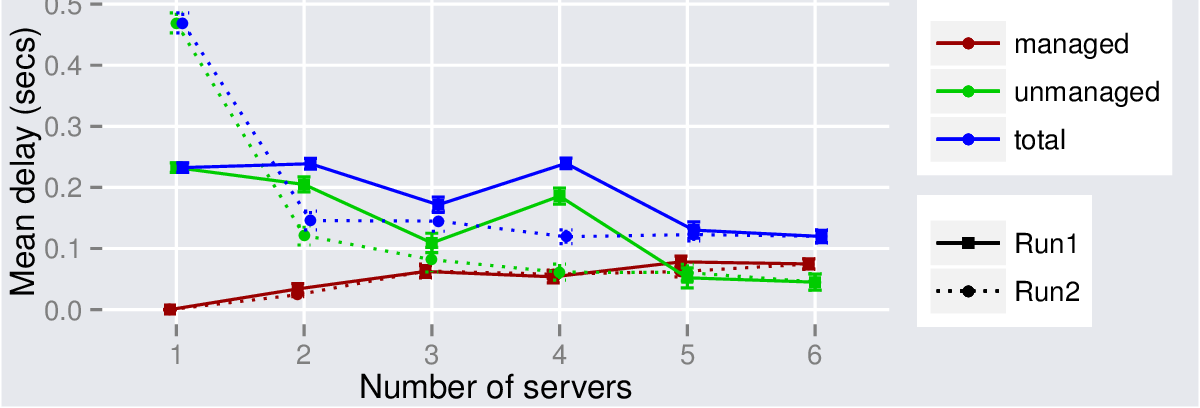 Mean delay (secs)
0.5
0.4
0.3
0.2
0.1
0.0
1 2 3 4 5 6
Number of servers
managed
unmanaged
total
Run1
Run2